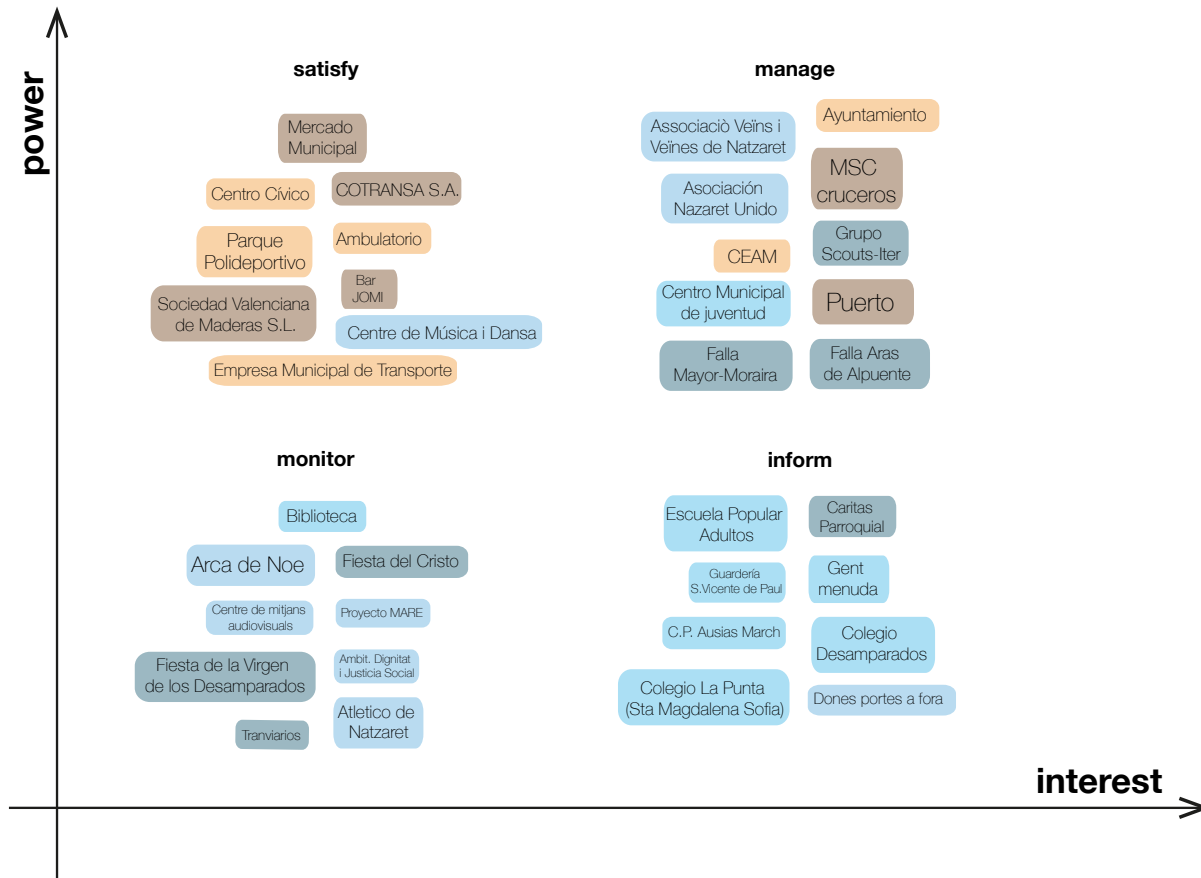 power
satisfy
Mercado
Municipal
Centro Cívico
COTRANSA S.A.
Parque
Polideportivo
Ambulatorio
Bar
JOMI
Sociedad Valenciana
de Maderas S.L.
Centre de Música i Dansa
Empresa Municipal de Transporte
manage
Associaciò Veïns i
Veïnes de Natzaret
Ayuntamiento
MSC
cruceros
Asociación
Nazaret Unido
Grupo
Scouts-Iter
CEAM
Centro Municipal
de juventud
Puerto
Falla
Mayor-Moraira
Falla Aras
de Alpuente
monitor
Biblioteca
Arca de Noe
Fiesta del Cristo
Centre de mitjans
audiovisuals
Proyecto MARE
Fiesta de la Virgen
de los Desamparados
Ambit. Dignitat
i Justicia Social
Atletico de
Natzaret
Tranviarios
inform
Escuela Popular
Adultos
Caritas
Parroquial
Guardería
S.Vicente de Paul
Gent
menuda
C.P. Ausias March
Colegio
Desamparados
Colegio La Punta
(Sta Magdalena Sofia)
Dones portes a fora
interest